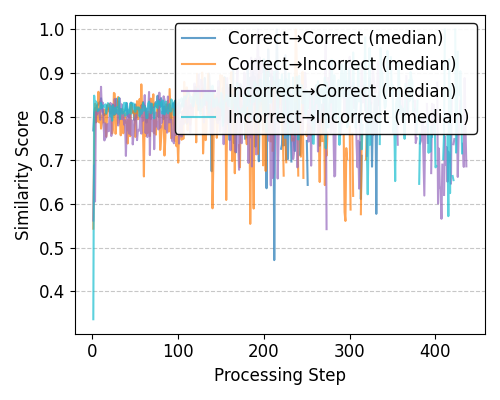 Correct→Correct (median)
Correct→Incorrect (median)
Incorrect→Correct (median)
Incorrect→Incorrect (median)
1.0
0.9
0.8
0.7
0.6
0.5
0.4
Similarity Score
0
100
200
300
400
Processing Step